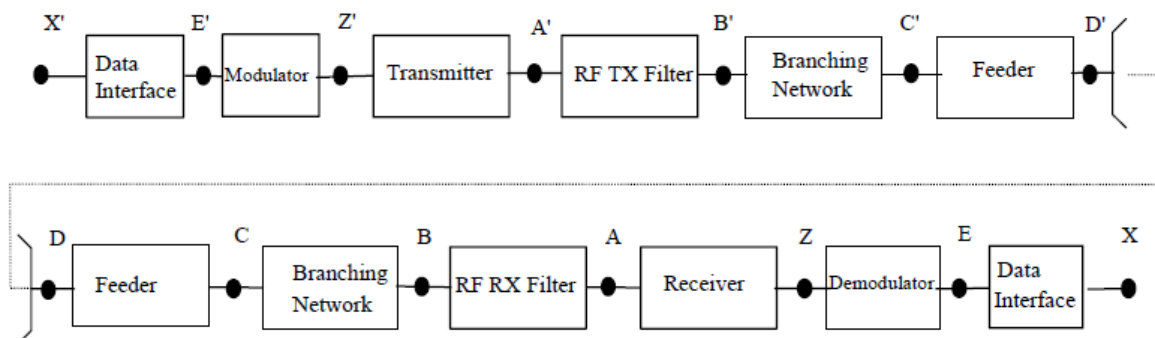 X' E' Z' A' B' C' D'
Data
Interface
Modulator
Transmitter
RF TX Filter
Branching
Network
Feeder
D C B A Z E X
Feeder
Branching
Network
RF RX Filter
Receiver
Demodulator
Data
Interface